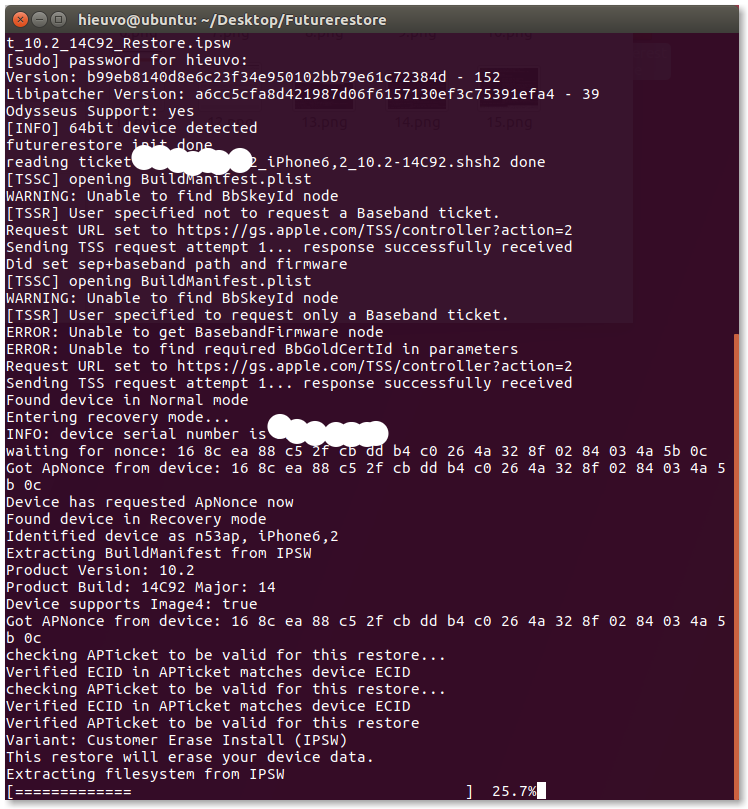 hieuvo@ubuntu: ~/Desktop/Futurerestore
t_10.2_14C92_Restore.ipsw
[sudo] password for hieuvo:
Version: b99eb8140d8e6c23f34e950102bb79e61c72384d - 152
Libipatcher Version: a6cc5cfa8d421987d06f6157130ef3c75391efa4 - 39
Odysseus Support: yes
[INFO] 64bit device detected
futurerestore init done
reading ticket 2_iPhone6,2_10.2-14C92.shsh2 done
[TSSC] opening BuildManifest.plist
WARNING: Unable to find BbSkeyId node
[TSSR] User specified not to request a Baseband ticket.
Request URL set to https://gs.apple.com/TSS/controller?action=2
Sending TSS request attempt 1... response successfully received
Did set sep+baseband path and firmware
[TSSC] opening BuildManifest.plist
WARNING: Unable to find BbSkeyId node
[TSSR] User specified to request only a Baseband ticket.
ERROR: Unable to get BasebandFirmware node
ERROR: Unable to find required BbGoldCertId in parameters
Request URL set to https://gs.apple.com/TSS/controller?action=2
Sending TSS request attempt 1... response successfully received
Found device in Normal mode
Entering recovery mode...
INFO: device serial number is
waiting for nonce: 16 8c ea 88 c5 2f cb dd b4 c0 26 4a 32 8f 02 84 03 4a 5b 0c
Got ApNonce from device: 16 8c ea 88 c5 2f cb dd b4 c0 26 4a 32 8f 02 84 03 4a 5
b 0c
Device has requested ApNonce now
Found device in Recovery mode
Identified device as n53ap, iPhone6,2
Extracting BuildManifest from IPSW
Product Version: 10.2
Product Build: 14C92 Major: 14
Device supports Image4: true
Got APNonce from device: 16 8c ea 88 c5 2f cb dd b4 c0 26 4a 32 8f 02 84 03 4a 5
b 0c
checking APTicket to be valid for this restore...
Verified ECID in APTicket matches device ECID
checking APTicket to be valid for this restore...
Verified ECID in APTicket matches device ECID
Verified APTicket to be valid for this restore
Variant: Customer Erase Install (IPSW)
This restore will erase your device data.
Extracting filesystem from IPSW
[=============                                     ]  25.7%
13.png
14.png
15.png